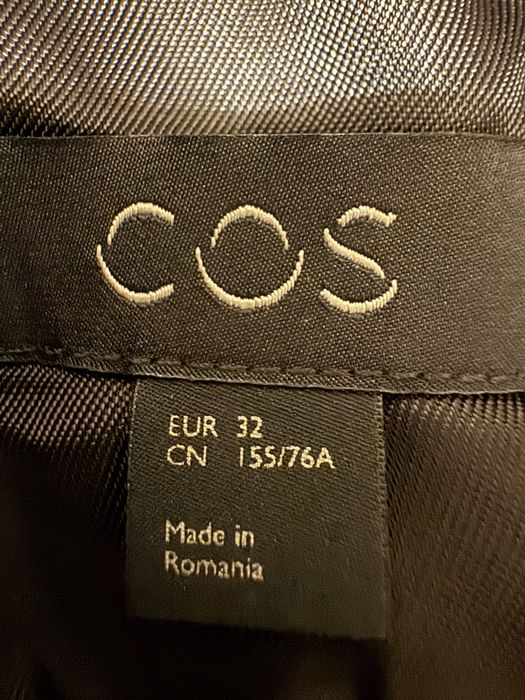 COS
EUR 32
CN 155/76A
Made in
Romania